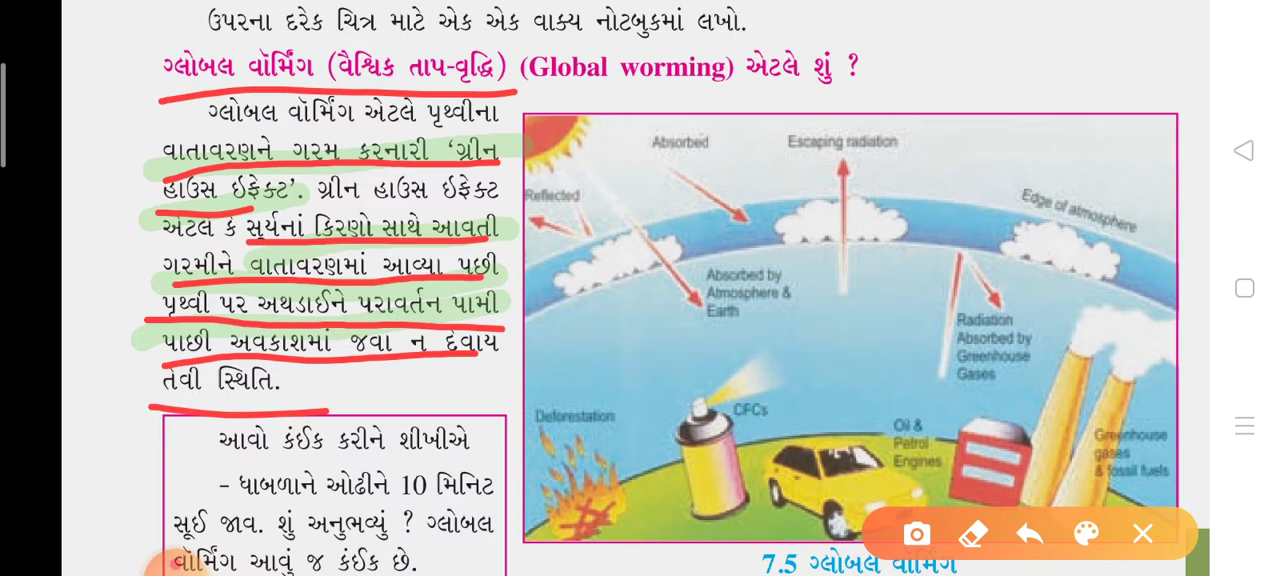 ઉપરના દરેક ચિત્ર માટે એક એક વાક્ય નોટબુકમાં લખો.
ગ્લોબલ વૉર્મિંગ (વૈશ્વિક તાપ-વૃદ્ધિ) (Global worming) એટલે શું ?
ગ્લોબલ વૉર્મિંગ એટલે પૃથ્વીના
વાતાવરણને ગરમ કરનારી ‘ગ્રીન
હાઉસ ઇફેક્ટ’. ગ્રીન હાઉસ ઇફેક્ટ
એટલે કે સૂર્યનાં કિરણો સાથે આવતી
ગરમીને વાતાવરણમાં આવ્યા પછી
પૃથ્વી પર અથડાઈને પરાવર્તન પામી
પાછી અવકાશમાં જવા ન દેવાય
તેવી સ્થિતિ.
આવો કંઈક કરીને શીખીએ
- ધાબળાને ઓઢીને 10 મિનિટ
સૂઈ જાવ. શું અનુભવ્યું ? ગ્લોબલ
વૉર્મિંગ આવું જ કંઈક છે.
Absorbed
Escaping radiation
Reflected
Edge of atmosphere
Absorbed by
Atmosphere &
Earth
Radiation
Absorbed by
Greenhouse
Gases
Deforestation
CFCs
Oil &
Petrol
Engines
Greenhouse
gases
& fossil fuels
7.5 ગ્લોબલ વૉર્મિંગ